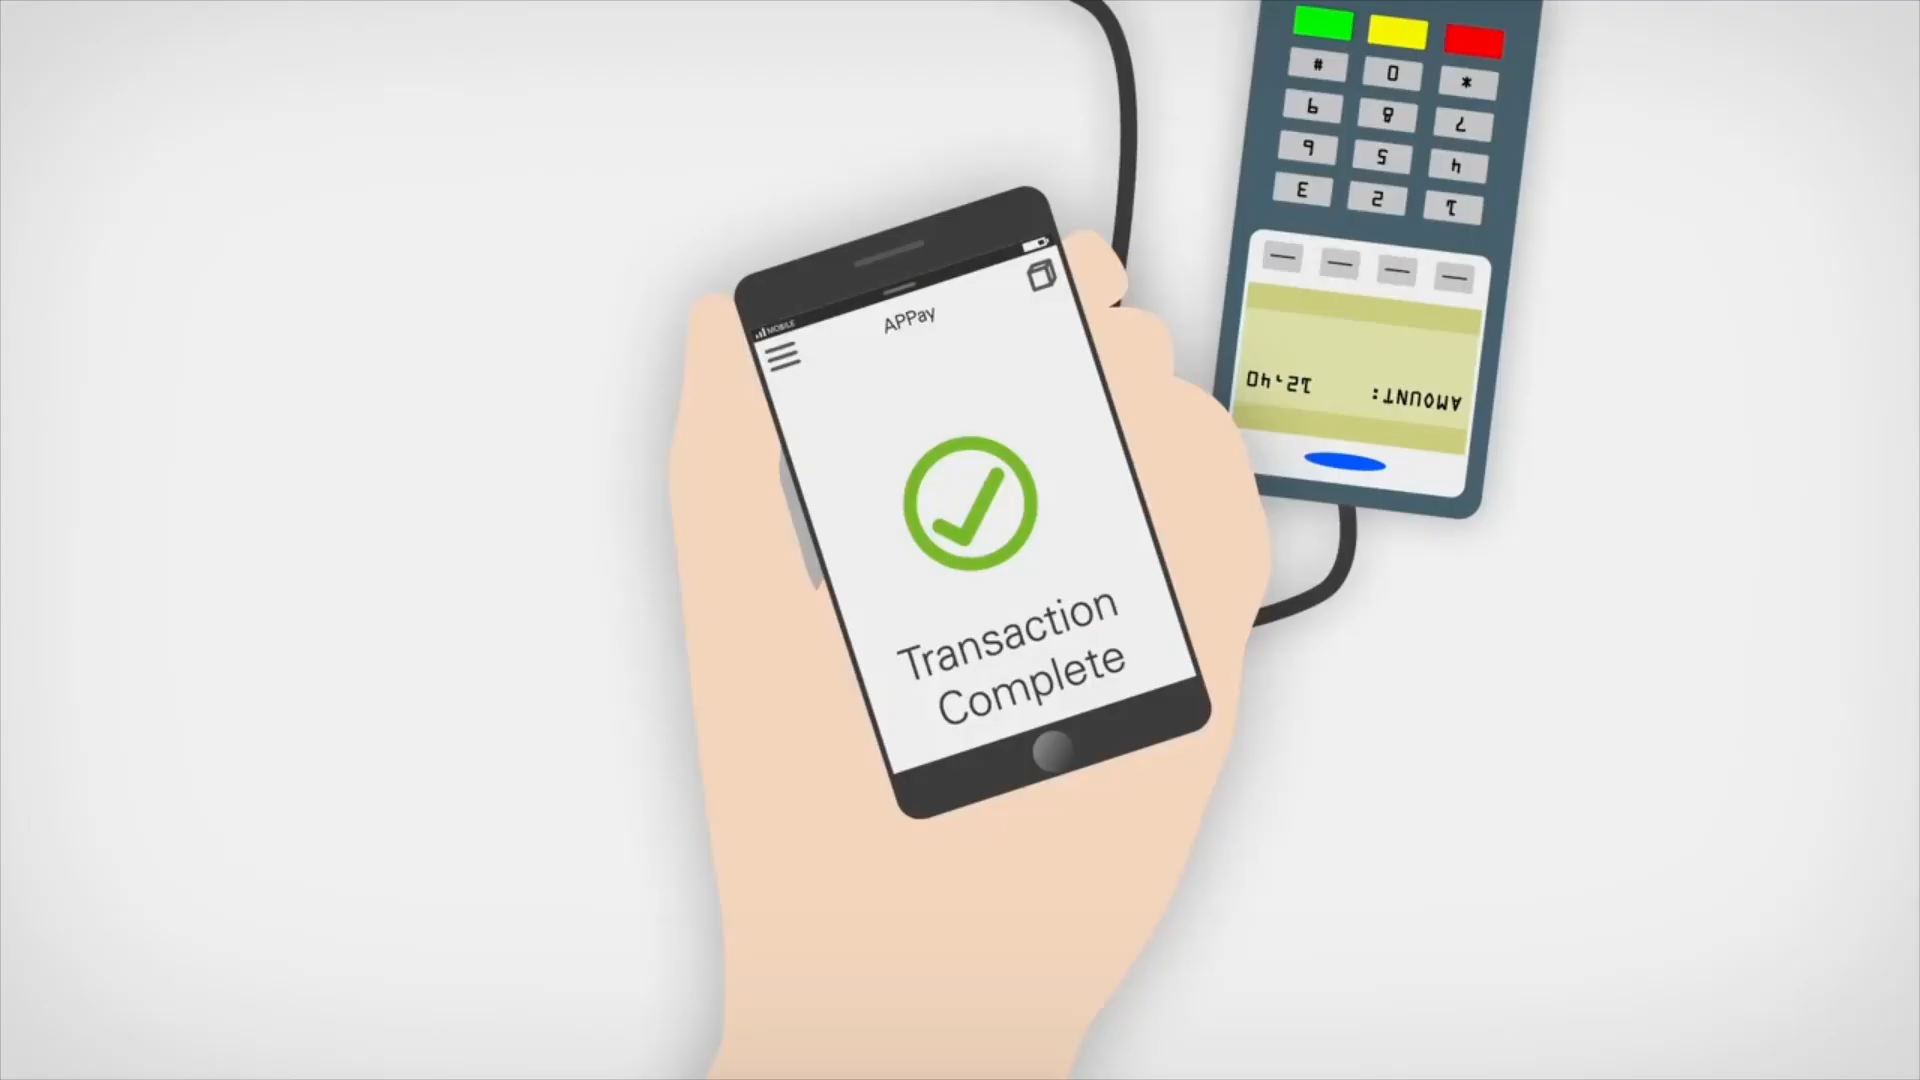 MOBILE
APPay
Transaction
Complete
AMOUNT: 12.40
1 2 3
4 5 6
7 8 9
* 0 #